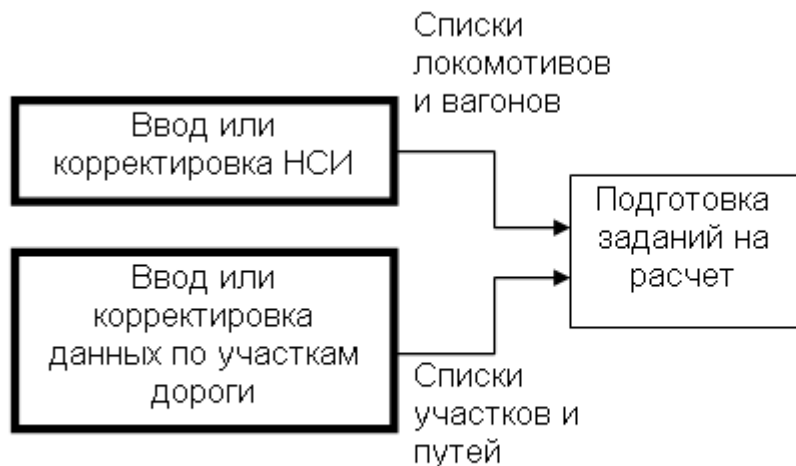 Списки
локомотивов
и вагонов
Ввод или
корректировка НСИ
Подготовка
заданий на
расчет
Ввод или
корректировка
данных по участкам
дороги
Списки
участков и
путей